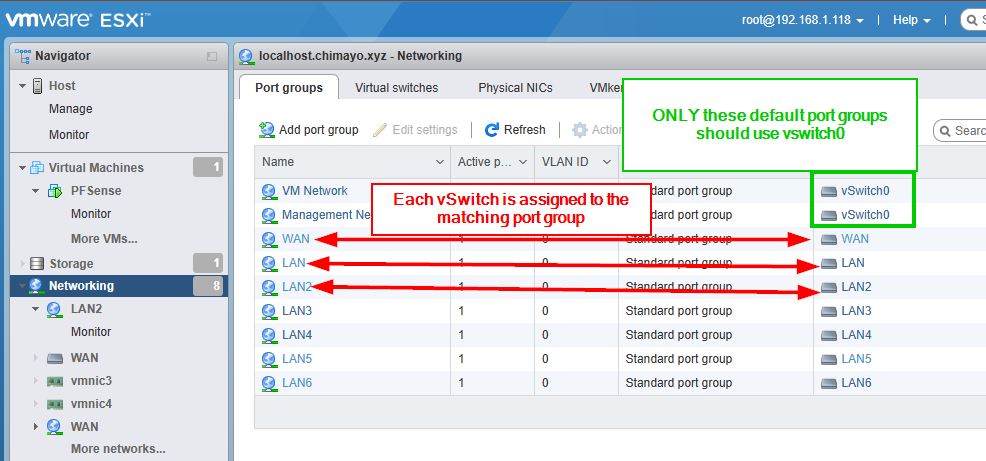 vmware ESXi
root@192.168.1.118 | Help | Sea
Navigator
localhost.chimayo.xyz - Networking
Host
Manage
Monitor
Virtual Machines 1
PFSense
Monitor
More VMs...
Storage 1
Networking 8
LAN2
Monitor
WAN
vmnic3
vmnic4
WAN
More networks...
Port groups Virtual switches Physical NICs VMker
Add port group Edit settings Refresh Action
Search
ONLY these default port groups
should use vswitch0
Name Active p... VLAN ID
VM Network Standard port group vSwitch0
Management Ne ndard port group vSwitch0
Each vSwitch is assigned to the
matching port group
WAN 1 0 Standard port group WAN
LAN 1 0 Standard port group LAN
LAN2 1 0 Standard port group LAN2
LAN3 1 0 Standard port group LAN3
LAN4 1 0 Standard port group LAN4
LAN5 1 0 Standard port group LAN5
LAN6 1 0 Standard port group LAN6